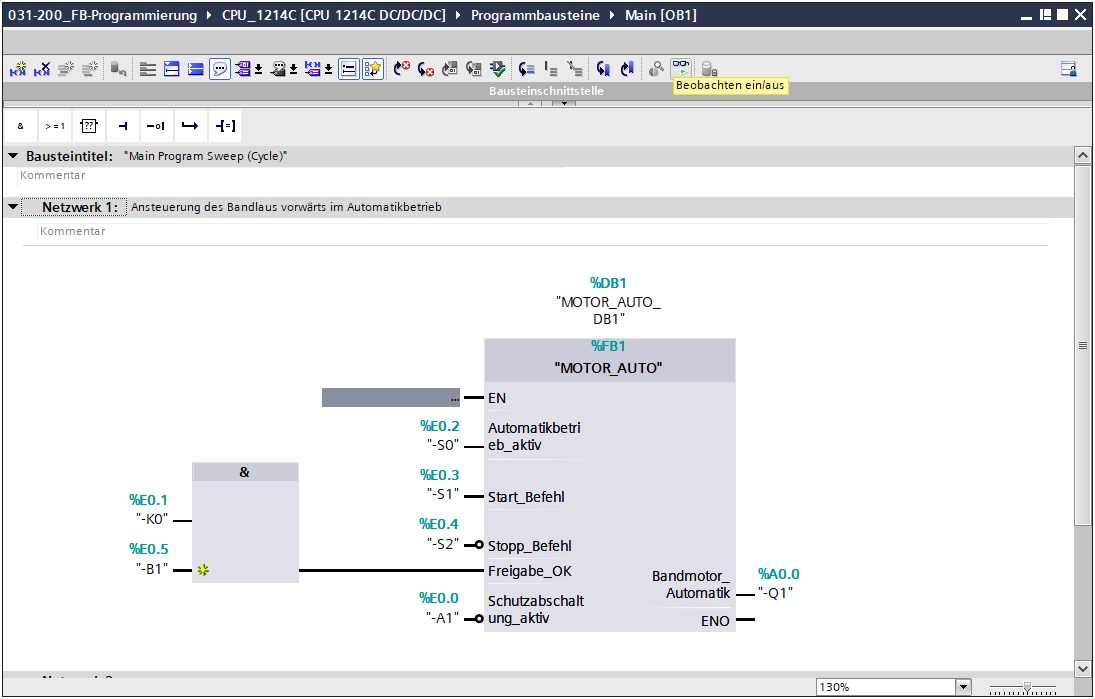 031-200_FB-Programmierung ▸ CPU_1214C [CPU 1214C DC/DC/DC] ▸ Programmbausteine ▸ Main [OB1]
Beobachten ein/aus
Bausteinschnittstelle
& >=1 ?? -| -o| -[=]
Bausteintitel: "Main Program Sweep (Cycle)"
Kommentar
Netzwerk 1: Ansteuerung des Bandlaus vorwärts im Automatikbetrieb
Kommentar
%DB1
"MOTOR_AUTO_
DB1"
%FB1
"MOTOR_AUTO"
... EN
%E0.2
"-S0"
Automatikbetri
eb_aktiv
%E0.3
"-S1"
Start_Befehl
&
%E0.1
"-K0"
%E0.4
"-S2"
Stopp_Befehl
%E0.5
"-B1"
Freigabe_OK
%E0.0
"-A1"
Schutzabschalt
ung_aktiv
Bandmotor_
Automatik
%A0.0
"-Q1"
ENO
130%